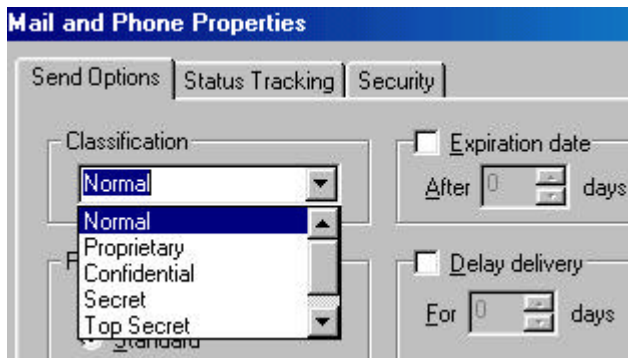 Mail and Phone Properties
Send Options Status Tracking Security
Classification
Normal
Normal
Proprietary
Confidential
Secret
Top Secret
Standard
Expiration date
After 0 days
Delay delivery
For 0 days